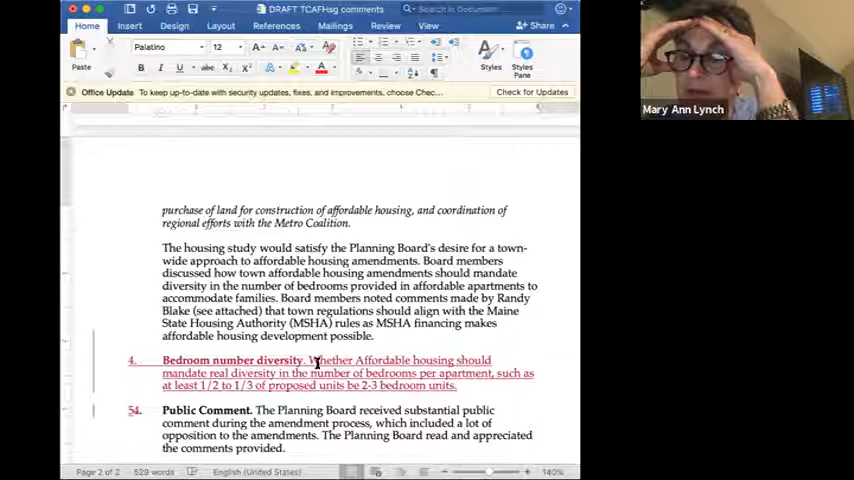 DRAFT TCAFHsg comments
Search in Document
Home Insert Design Layout References Mailings Review View Share
Palatino 12
Paste
Styles
Styles Pane
Office Update To keep up-to-date with security updates, fixes, and improvements, choose Chec... Check for Updates
purchase of land for construction of affordable housing, and coordination of
regional efforts with the Metro Coalition.
The housing study would satisfy the Planning Board's desire for a town-
wide approach to affordable housing amendments. Board members
discussed how town affordable housing amendments should mandate
diversity in the number of bedrooms provided in affordable apartments to
accommodate families. Board members noted comments made by Randy
Blake (see attached) that town regulations should align with the Maine
State Housing Authority (MSHA) rules as MSHA financing makes
affordable housing development possible.
4. Bedroom number diversity. Whether Affordable housing should
mandate real diversity in the number of bedrooms per apartment, such as
at least 1/2 to 1/3 of proposed units be 2-3 bedroom units.
54. Public Comment. The Planning Board received substantial public
comment during the amendment process, which included a lot of
opposition to the amendments. The Planning Board read and appreciated
the comments provided.
Page 2 of 2 528 words English (United States) 140%
Mary Ann Lynch